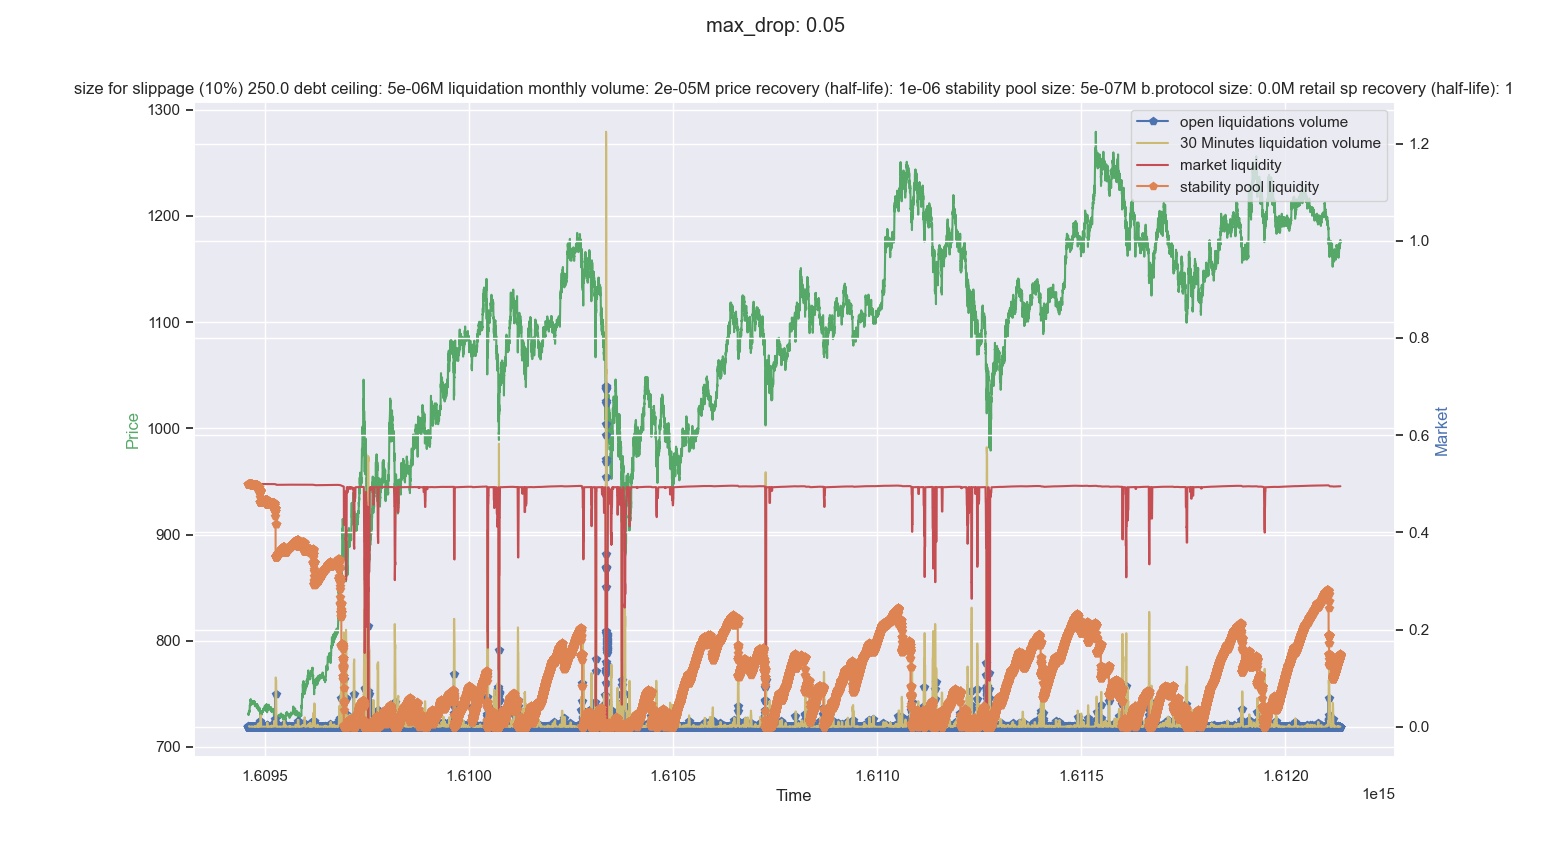 max_drop: 0.05
size for slippage (10%) 250.0 debt ceiling: 5e-06M liquidation monthly volume: 2e-05M price recovery (half-life): 1e-06 stability pool size: 5e-07M b.protocol size: 0.0M retail sp recovery (half-life): 1
open liquidations volume
30 Minutes liquidation volume
market liquidity
stability pool liquidity
Price
1300
1200
1100
1000
900
800
700
Market
1.2
1.0
0.8
0.6
0.4
0.2
0.0
1.6095 1.6100 1.6105 1.6110 1.6115 1.6120
Time
1e15